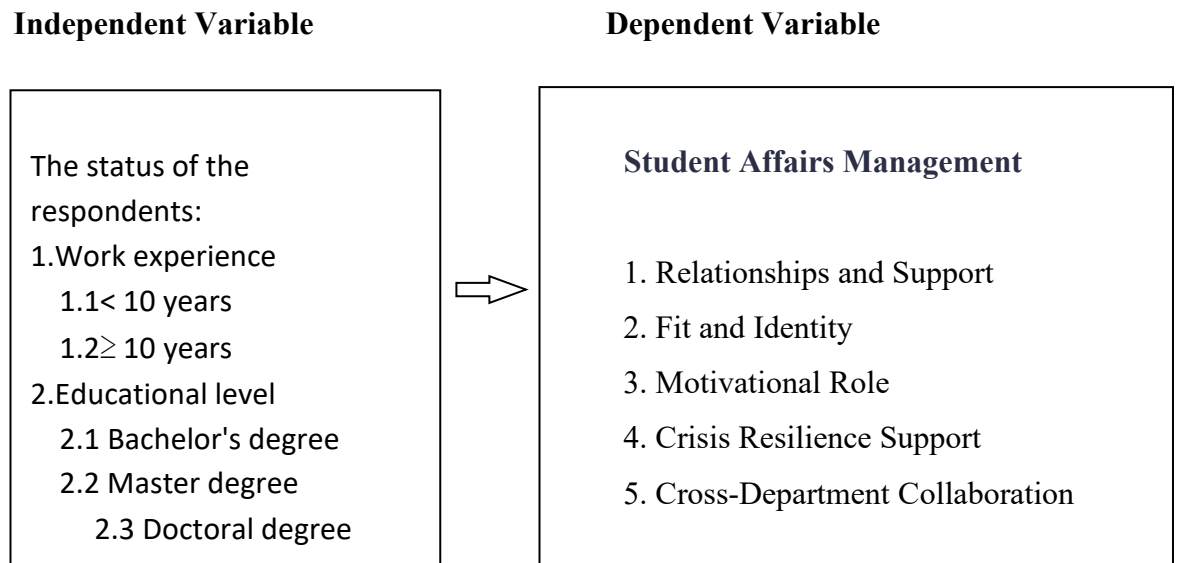 Independent Variable
Dependent Variable
The status of the
respondents:
1.Work experience
1.1< 10 years
1.2≥ 10 years
2.Educational level
2.1 Bachelor's degree
2.2 Master degree
2.3 Doctoral degree
Student Affairs Management
1. Relationships and Support
2. Fit and Identity
3. Motivational Role
4. Crisis Resilience Support
5. Cross-Department Collaboration